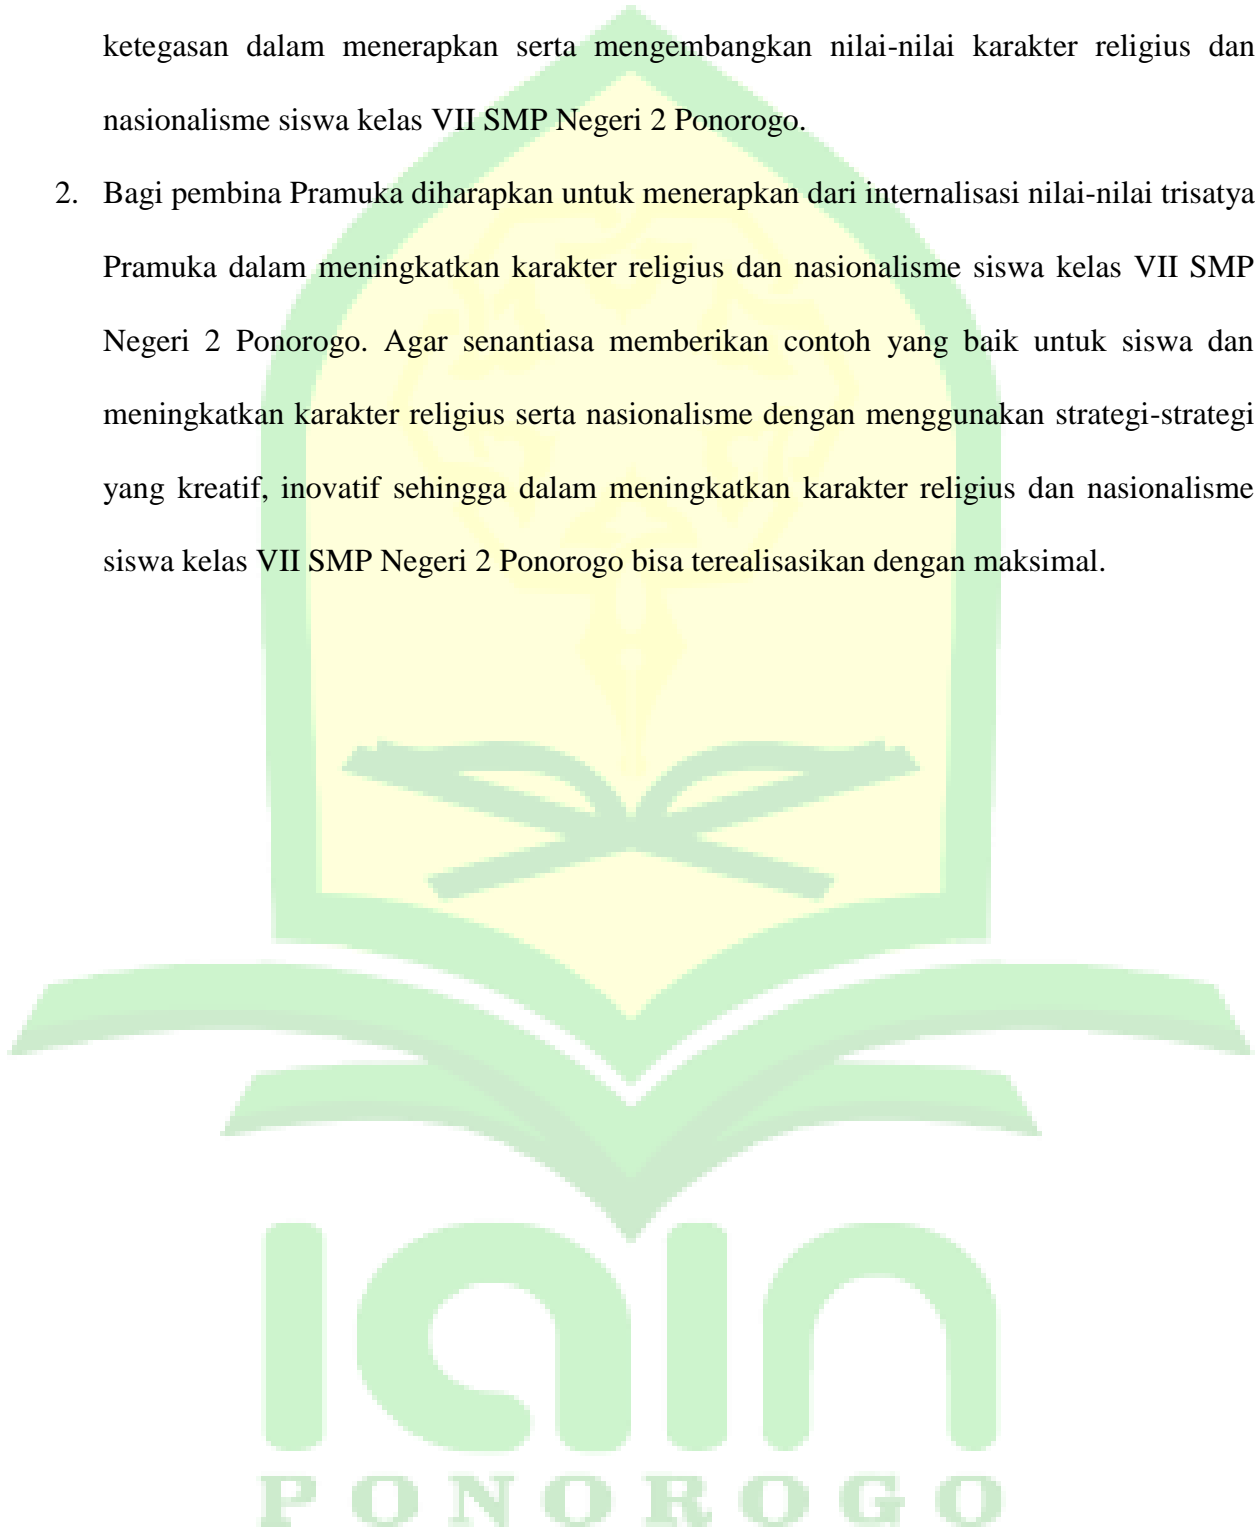 ketegasan dalam menerapkan serta mengembangkan nilai-nilai karakter religius dan
nasionalisme siswa kelas VII SMP Negeri 2 Ponorogo.
2. Bagi pembina Pramuka diharapkan untuk menerapkan dari internalisasi nilai-nilai trisatya
Pramuka dalam meningkatkan karakter religius dan nasionalisme siswa kelas VII SMP
Negeri 2 Ponorogo. Agar senantiasa memberikan contoh yang baik untuk siswa dan
meningkatkan karakter religius serta nasionalisme dengan menggunakan strategi-strategi
yang kreatif, inovatif sehingga dalam meningkatkan karakter religius dan nasionalisme
siswa kelas VII SMP Negeri 2 Ponorogo bisa terealisasikan dengan maksimal.
iain
PONOROGO